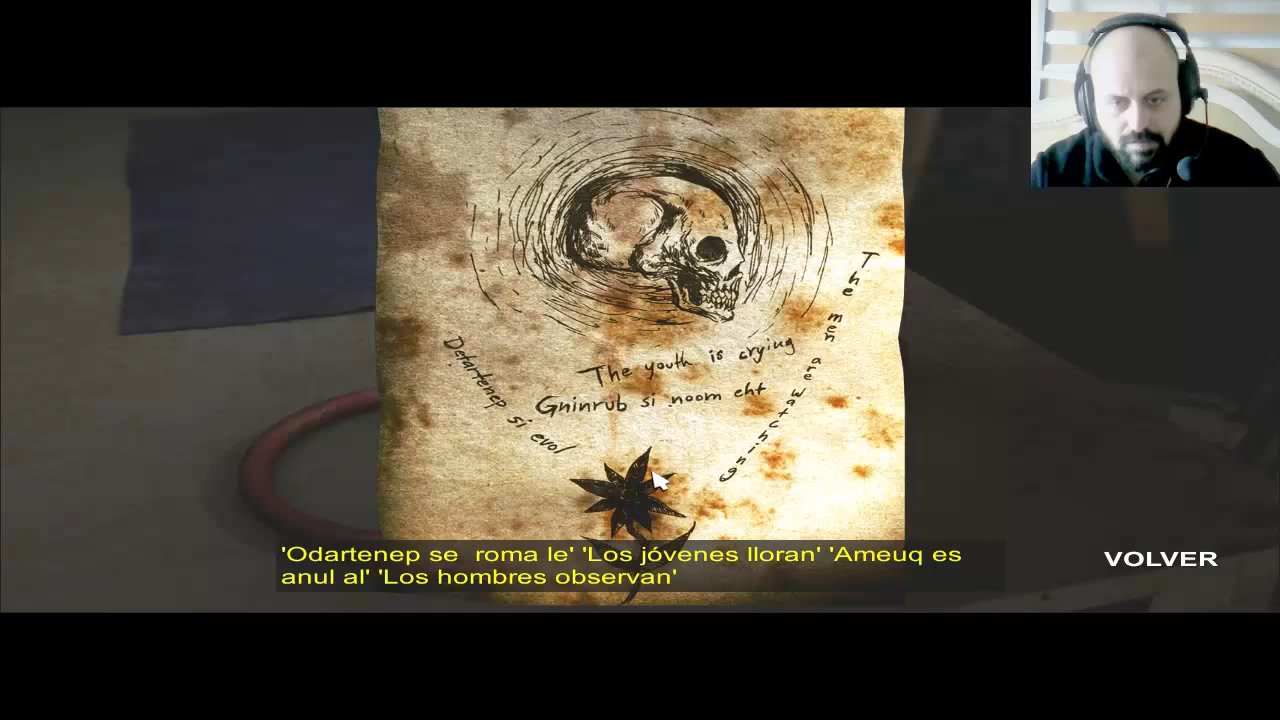 The men are watching
Detartenep si evol
The youth is crying
Gninrub si noom eht
'Odartenep se roma le' 'Los jóvenes lloran' 'Ameuq es
anul al' 'Los hombres observan'
VOLVER